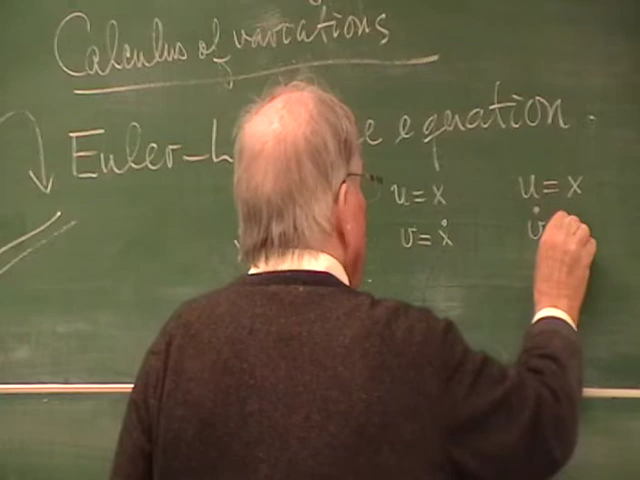 Calculus of variations
Euler-L e equation.
u = x
u = x
v = ẋ